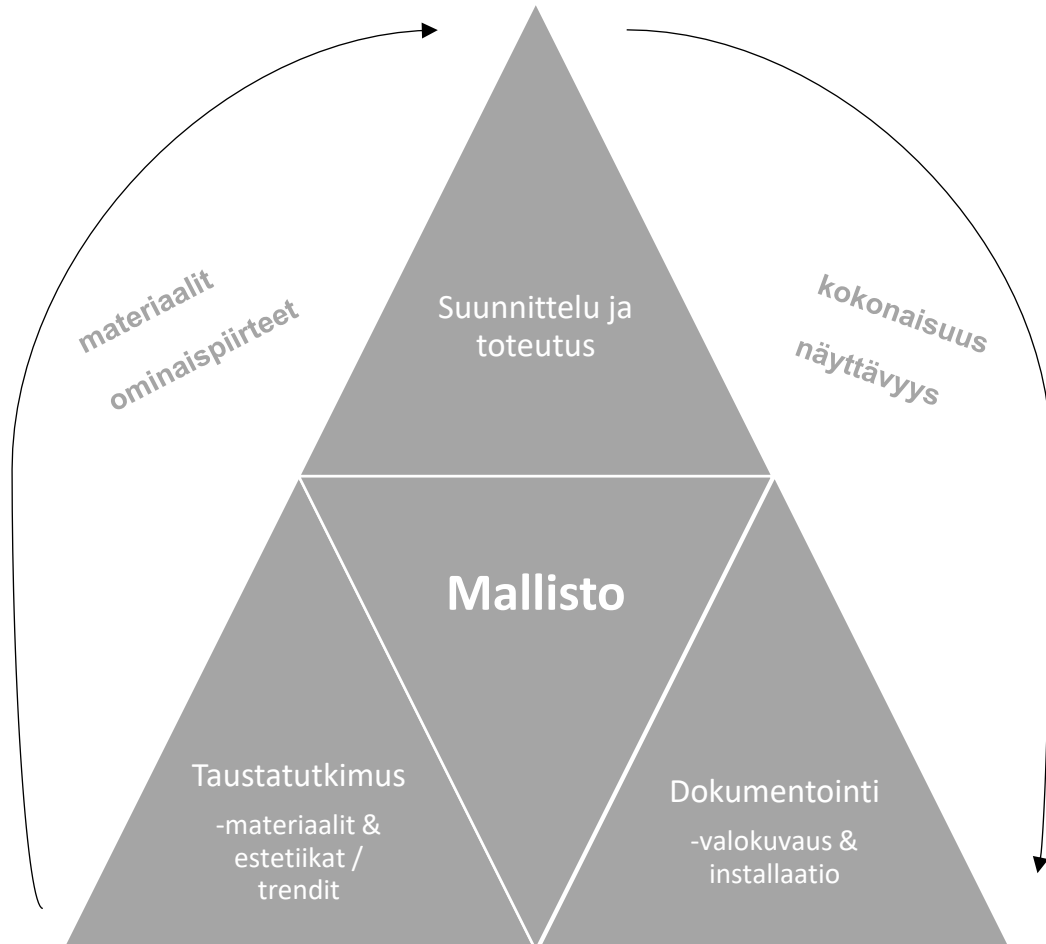 materiaalit
ominaispiirteet
Suunnittelu ja
toteutus
kokonaisuus
näyttävyys
Mallisto
Taustatutkimus
-materiaalit &
estetiikat /
trendit
Dokumentointi
-valokuvaus &
installaatio